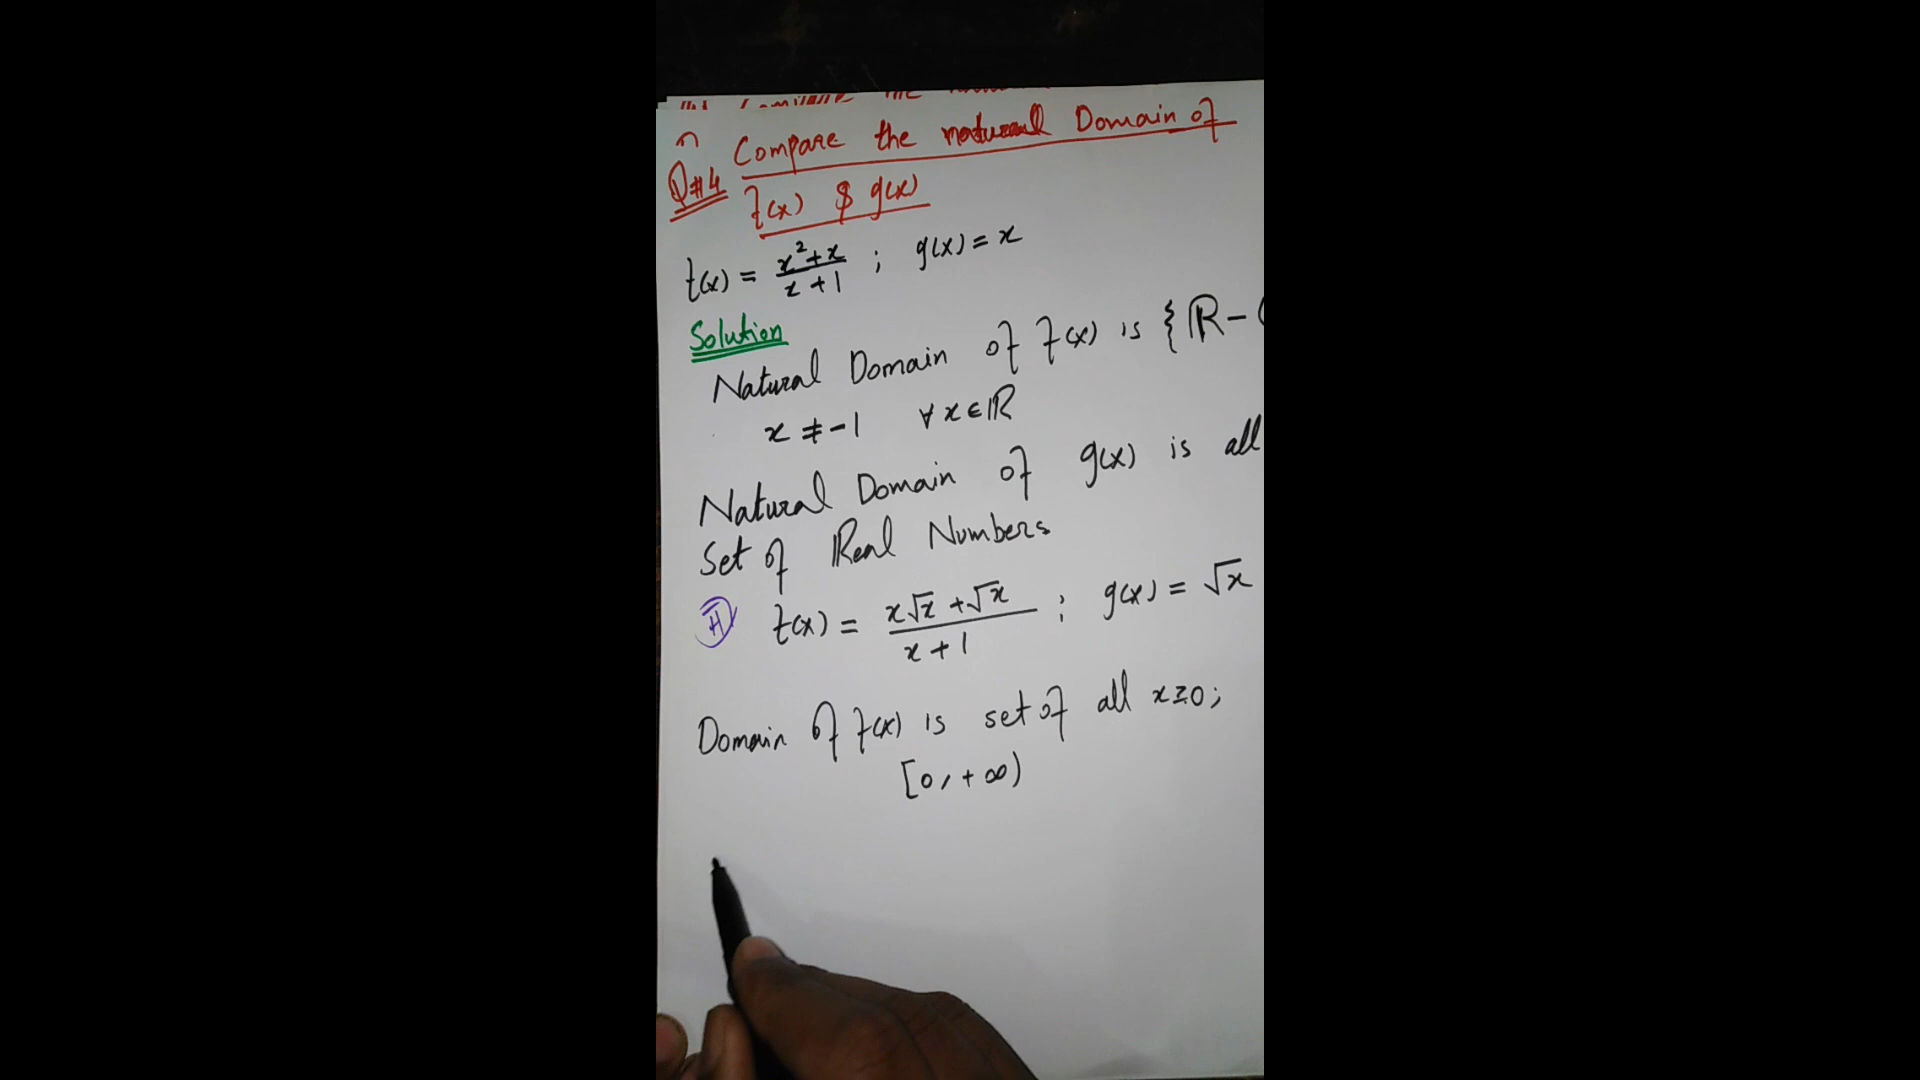 Compare the natural Domain of
Q#4 f(x) $ g(x)
f(x) = x²+x / x+1 ; g(x) = x
Solution
Natural Domain of f(x) is {ℝ -
x ≠ -1 ∀ x ∈ ℝ
Natural Domain of g(x) is all
Set of Real Numbers
f(x) = x√x + √x / x+1 ; g(x) = √x
Domain of f(x) is set of all x≥0;
[0, +∞)